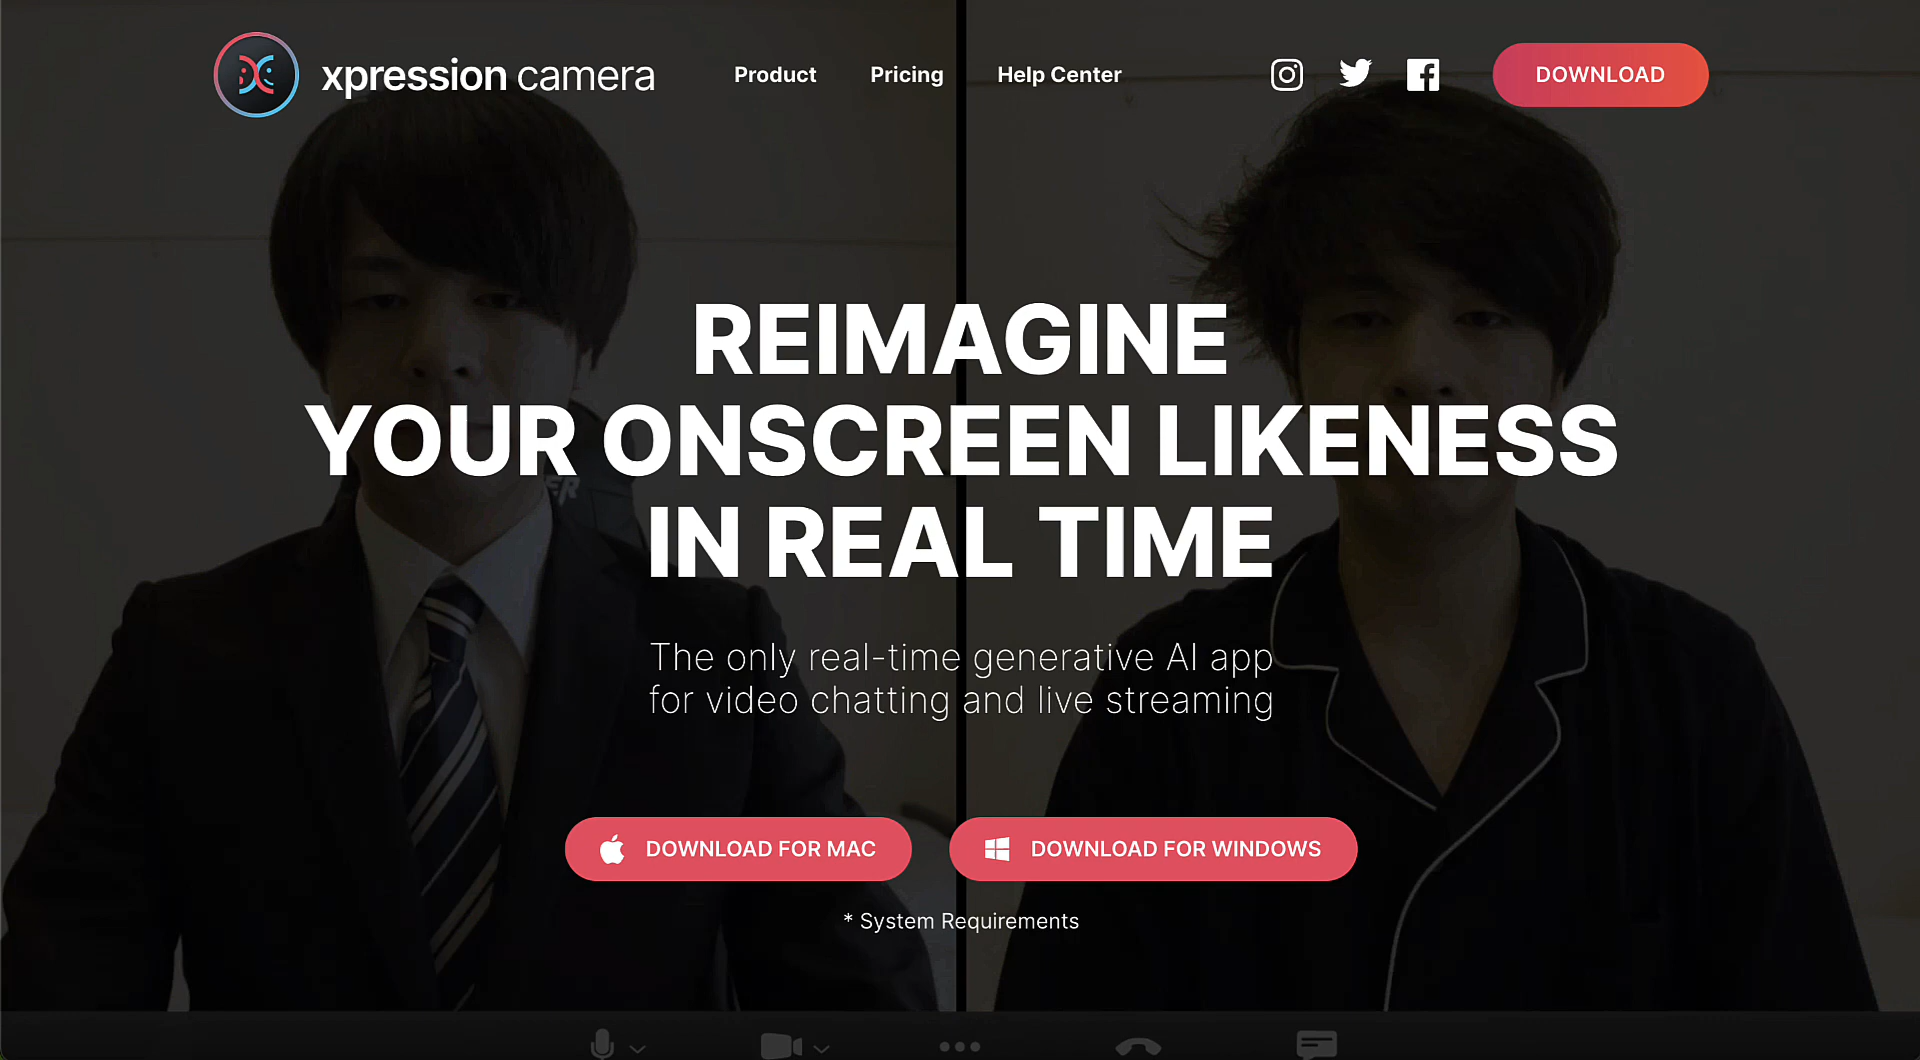 xpression camera
Product
Pricing
Help Center
DOWNLOAD
REIMAGINE
YOUR ONSCREEN LIKENESS
IN REAL TIME
The only real-time generative AI app
for video chatting and live streaming
DOWNLOAD FOR MAC
DOWNLOAD FOR WINDOWS
* System Requirements